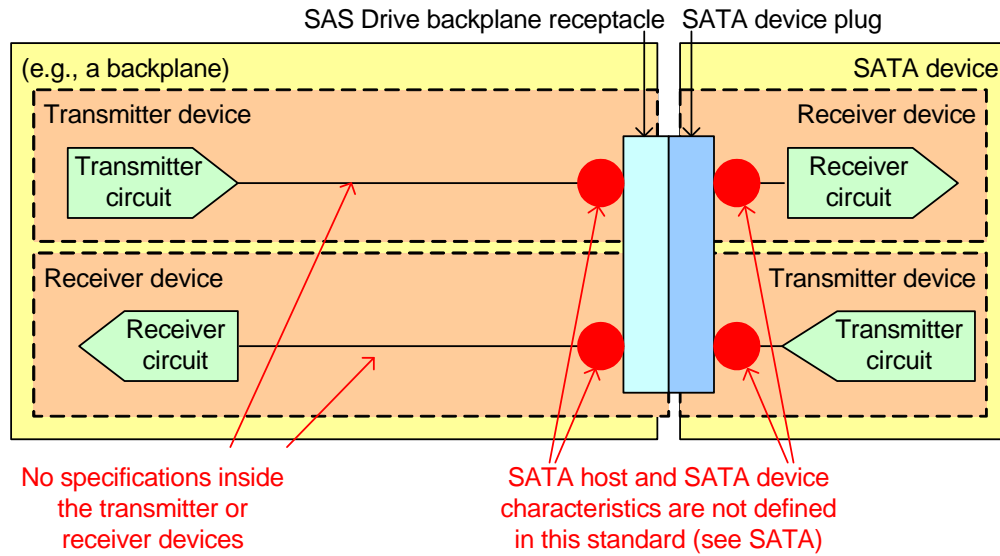 SAS Drive backplane receptacle
SATA device plug
(e.g., a backplane)
SATA device
Transmitter device
Receiver device
Transmitter
circuit
Receiver
circuit
Receiver device
Transmitter device
Receiver
circuit
Transmitter
circuit
No specifications inside
the transmitter or
receiver devices
SATA host and SATA device
characteristics are not defined
in this standard (see SATA)